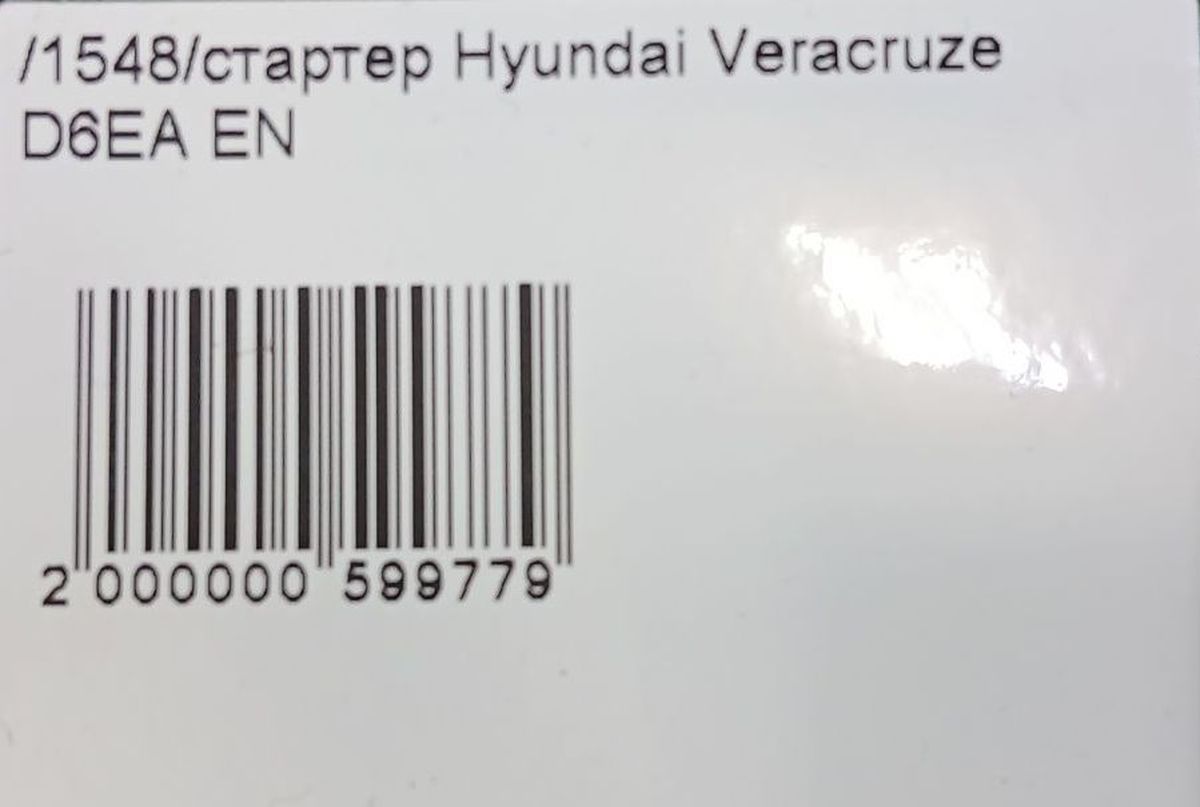 /1548/стартер Hyundai Veracruze
D6EA EN
2 000000 599779